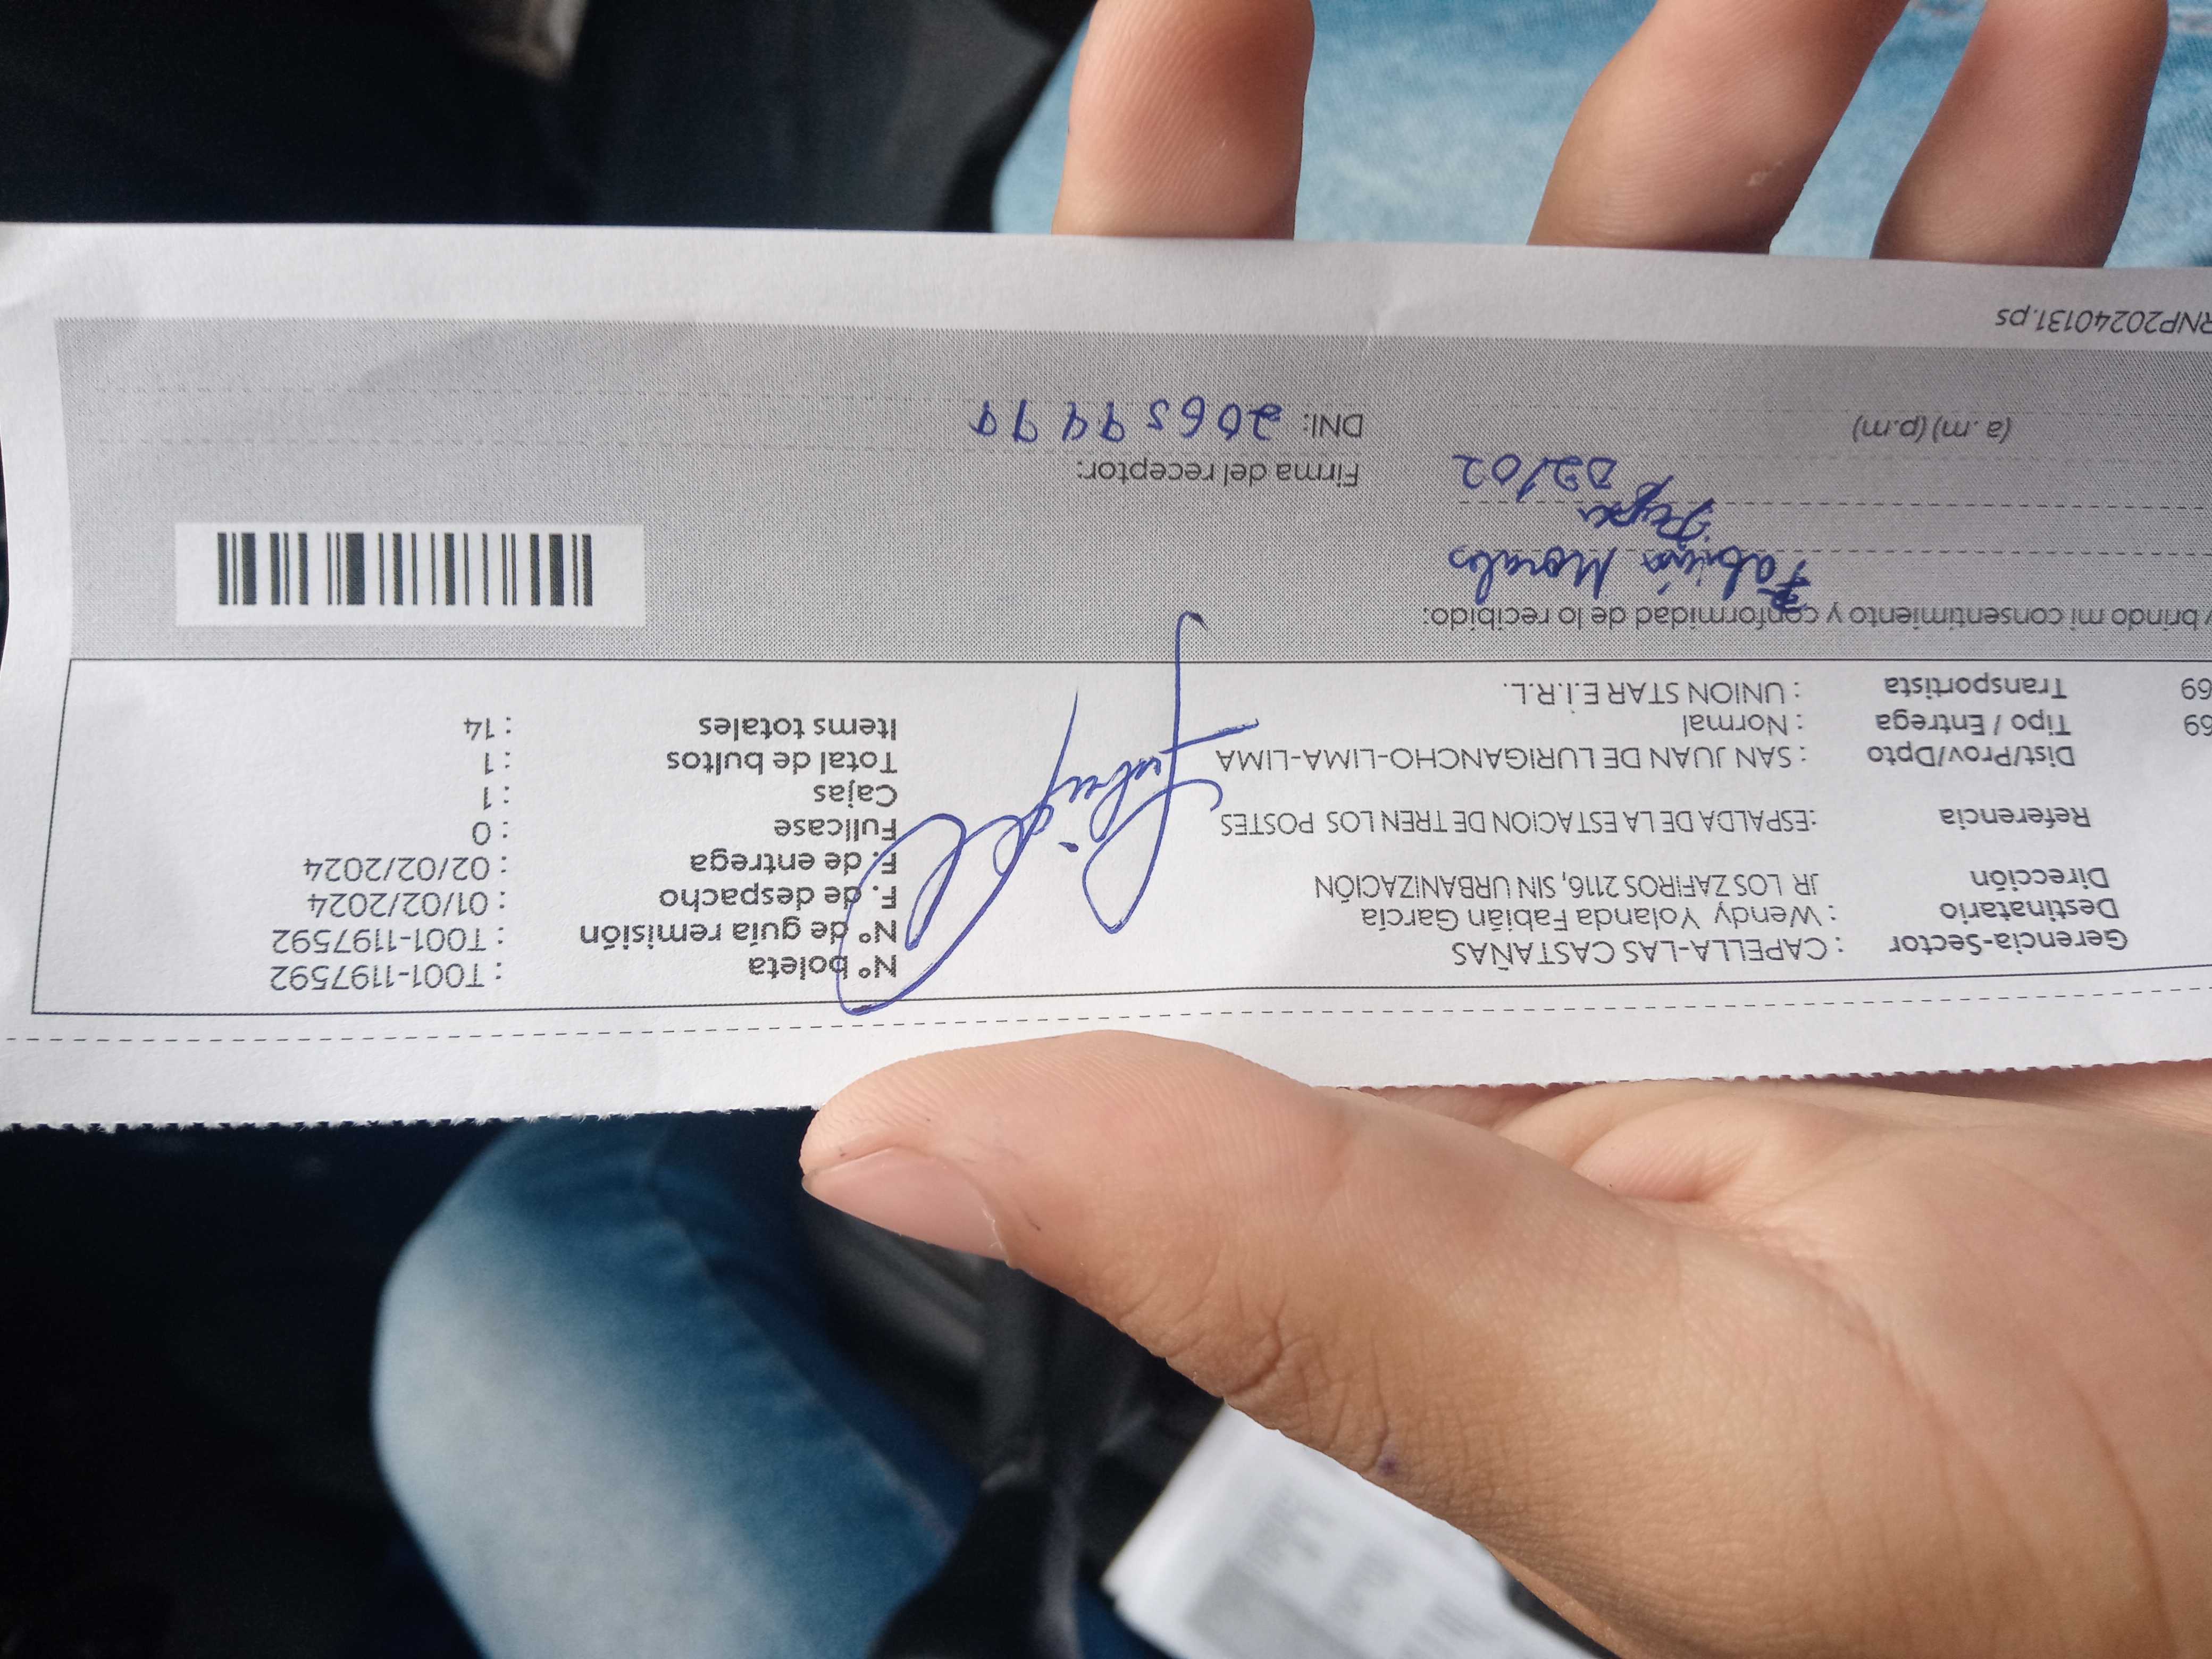 Nº boleta : T001-1197592
Gerencia-Sector : CAPELLA-LAS CASTAÑAS
Nº de guía remisión : T001-1197592
Destinatario : Wendy Yolanda Fabián García
F. de despacho : 01/02/2024
Dirección JR LOS ZAFIROS 2116, SIN URBANIZACIÓN
F. de entrega : 02/02/2024
Fullcase : 0
Referencia :ESPALDA DE LA ESTACION DE TREN LOS POSTES
Cajas : 1
Dist/Prov/Dpto : SAN JUAN DE LURIGANCHO-LIMA-LIMA
Total de bultos : 1
69 Tipo / Entrega : Normal
Items totales : 14
69 Transportista : UNION STAR E.I.R.L.
brindo mi consentimiento y conformidad de lo recibido.
Morales
02/02
Firma del receptor:
(a.m) (p.m)
DNI:
RNP20240131.ps